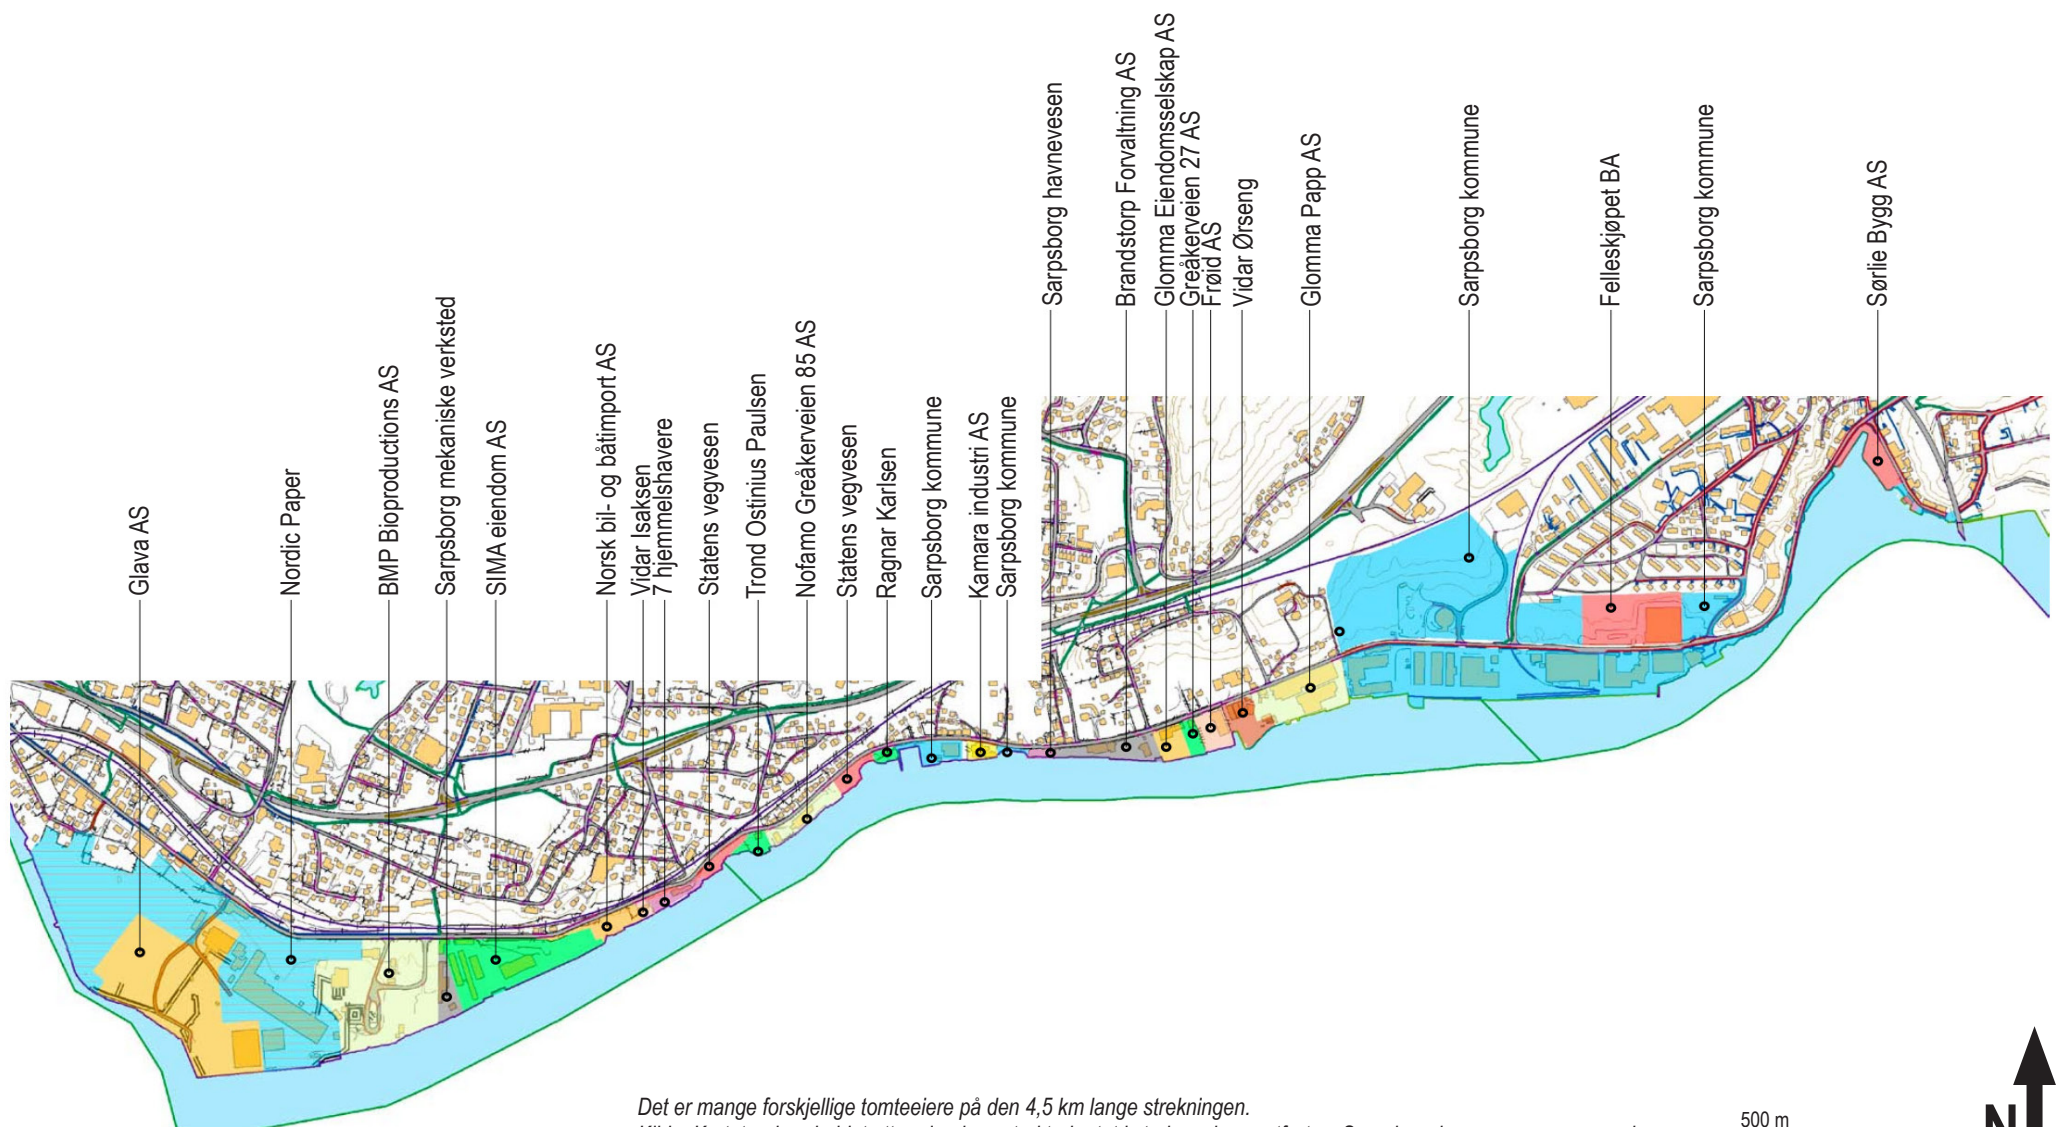 Glava AS
Nordic Paper
BMP Bioproductions AS
Sarpsborg mekaniske verksted
SIMA eiendom AS
Norsk bil- og båtimport AS
Vidar Isaksen
7 hjemmelshavere
Statens vegvesen
Trond Ostinius Paulsen
Nofamo Greåkerveien 85 AS
Statens vegvesen
Ragnar Karlsen
Sarpsborg kommune
Kamara industri AS
Sarpsborg kommune
Sarpsborg havnevesen
Brandstorp Forvaltning AS
Glomma Eiendomsselskap AS
Greåkerveien 27 AS
Frøid AS
Vidar Ørseng
Glomma Papp AS
Sarpsborg kommune
Felleskjøpet BA
Sarpsborg kommune
Sørlie Bygg AS
Det er mange forskjellige tomteeiere på den 4,5 km lange strekningen.
500 m
N